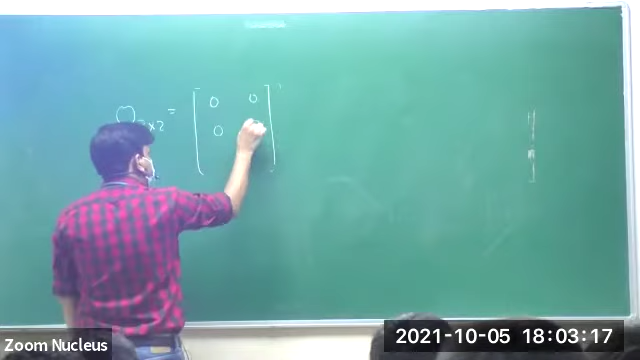 O ×2 = [ 0 0
0
Zoom Nucleus
2021-10-05 18:03:17